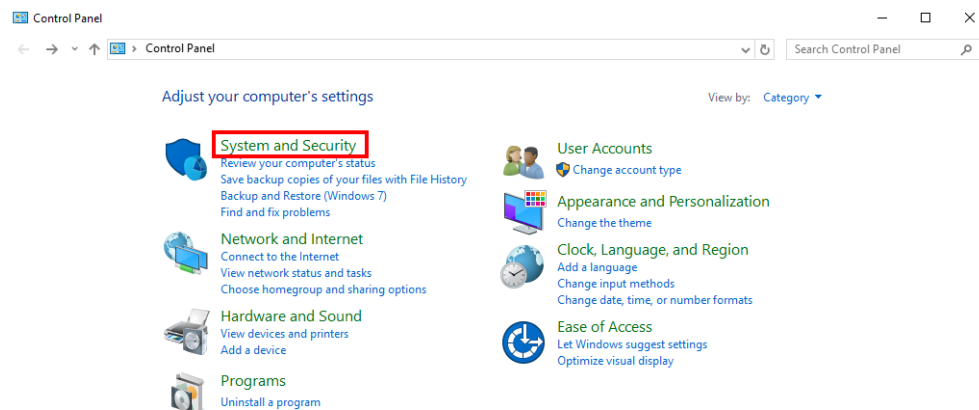 Control Panel
Control Panel
Search Control Panel
Adjust your computer's settings
View by: Category
System and Security
Review your computer's status
Save backup copies of your files with File History
Backup and Restore (Windows 7)
Find and fix problems
Network and Internet
Connect to the Internet
View network status and tasks
Choose homegroup and sharing options
Hardware and Sound
View devices and printers
Add a device
Programs
Uninstall a program
User Accounts
Change account type
Appearance and Personalization
Change the theme
Clock, Language, and Region
Add a language
Change input methods
Change date, time, or number formats
Ease of Access
Let Windows suggest settings
Optimize visual display